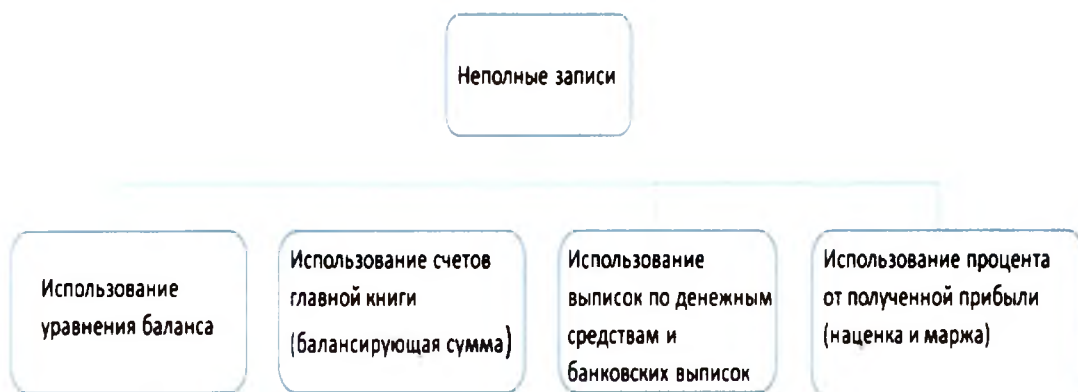 Неполные записи
Использование
уравнения баланса
Использование счетов
главной книги
(балансирующая сумма)
Использование
выписок по денежным
средствам и
банковских выписок
Использование процента
от полученной прибыли
(наценка и маржа)